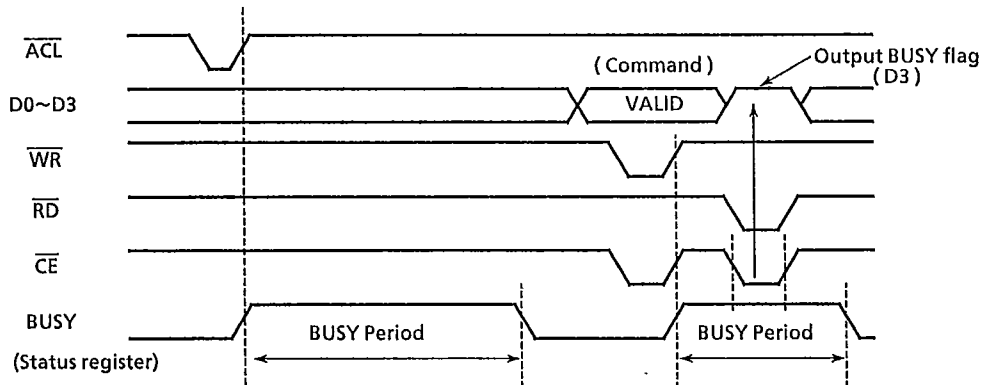 ACL
Output BUSY flag
(D3)
(Command)
D0~D3
VALID
WR
RD
CE
BUSY
BUSY Period
BUSY Period
(Status register)